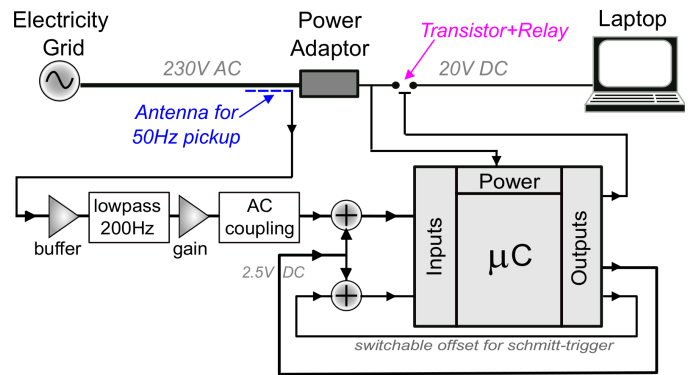 Electricity
Grid
Power
Adaptor
Laptop
Transistor+Relay
230V AC
20V DC
Antenna for
50Hz pickup
Power
lowpass
200Hz
AC
coupling
buffer
gain
2.5V DC
Inputs
μC
Outputs
switchable offset for schmitt-trigger